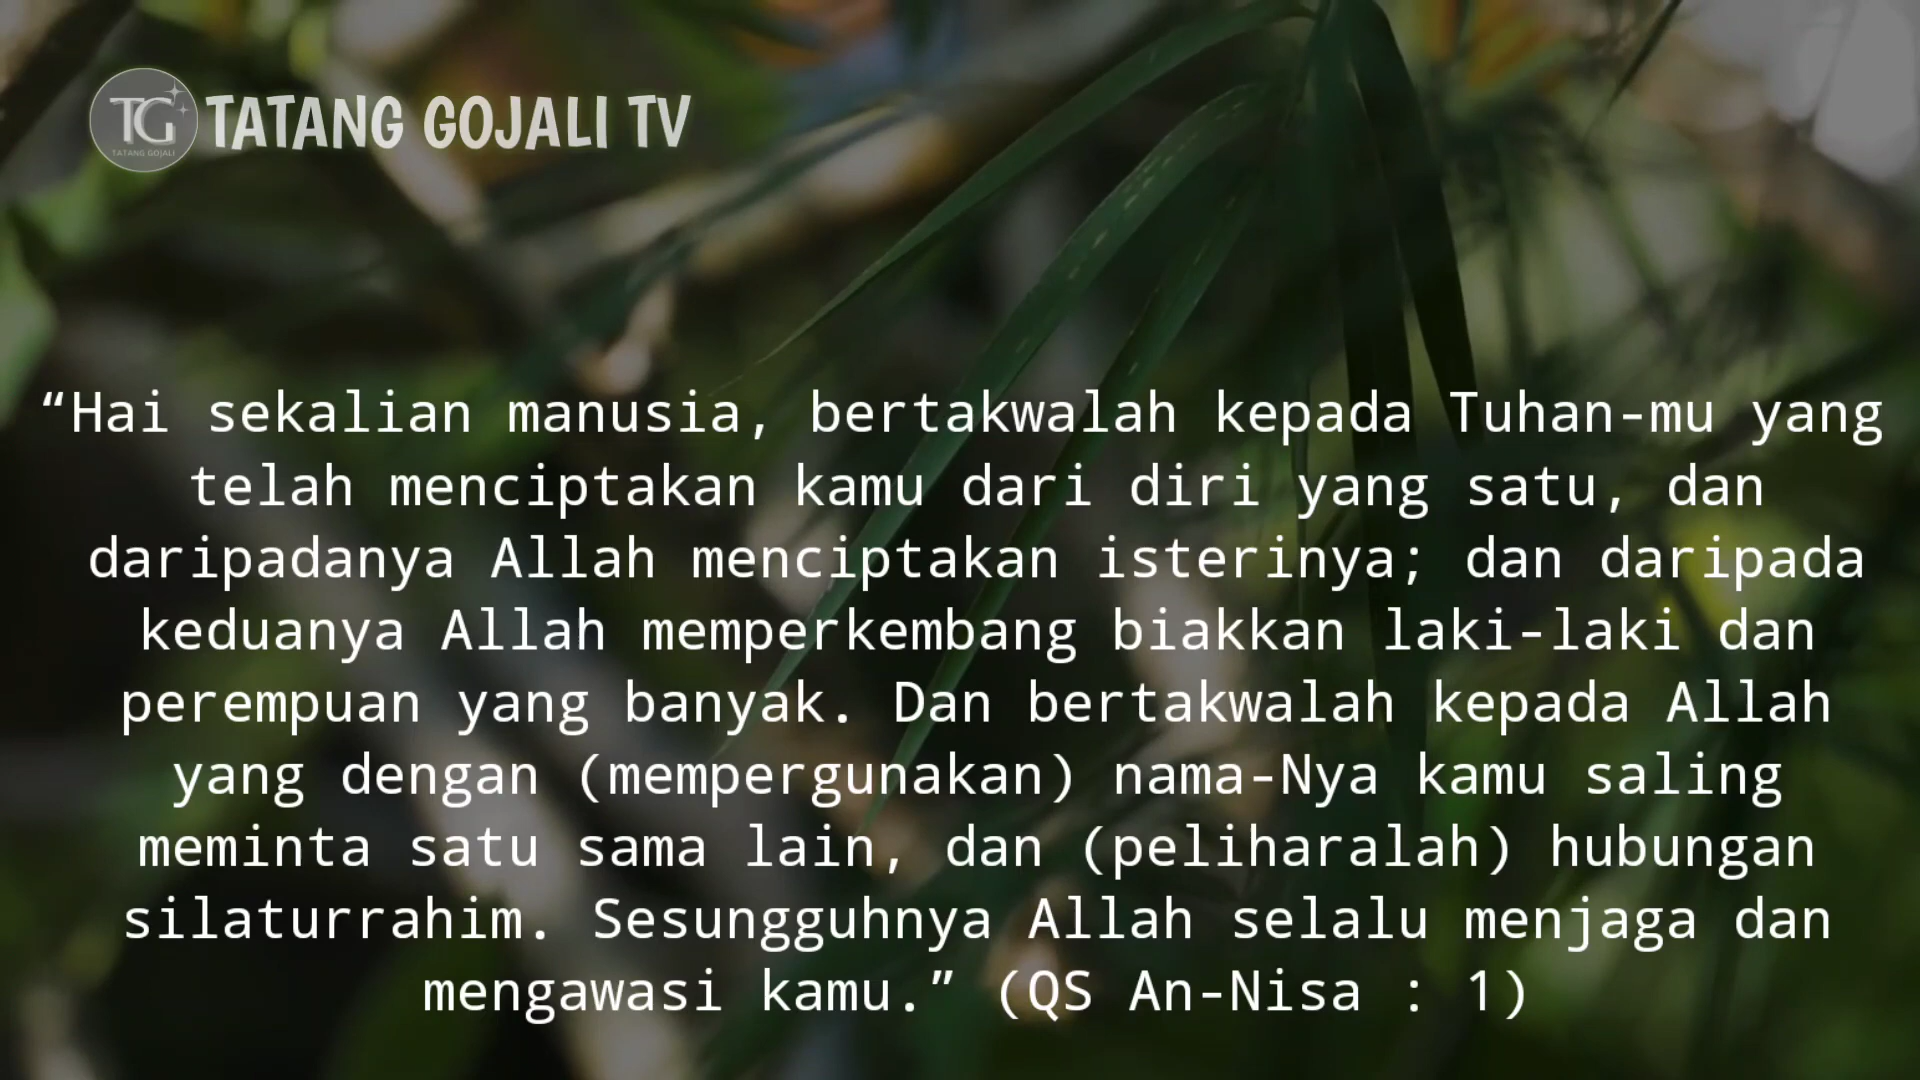 TG
TATANG GOJALI
TATANG GOJALI TV
“Hai sekalian manusia, bertakwalah kepada Tuhan-mu yang
telah menciptakan kamu dari diri yang satu, dan
daripadanya Allah menciptakan isterinya; dan daripada
keduanya Allah memperkembang biakkan laki-laki dan
perempuan yang banyak. Dan bertakwalah kepada Allah
yang dengan (mempergunakan) nama-Nya kamu saling
meminta satu sama lain, dan (peliharalah) hubungan
silaturrahim. Sesungguhnya Allah selalu menjaga dan
mengawasi kamu.” (QS An-Nisa : 1)